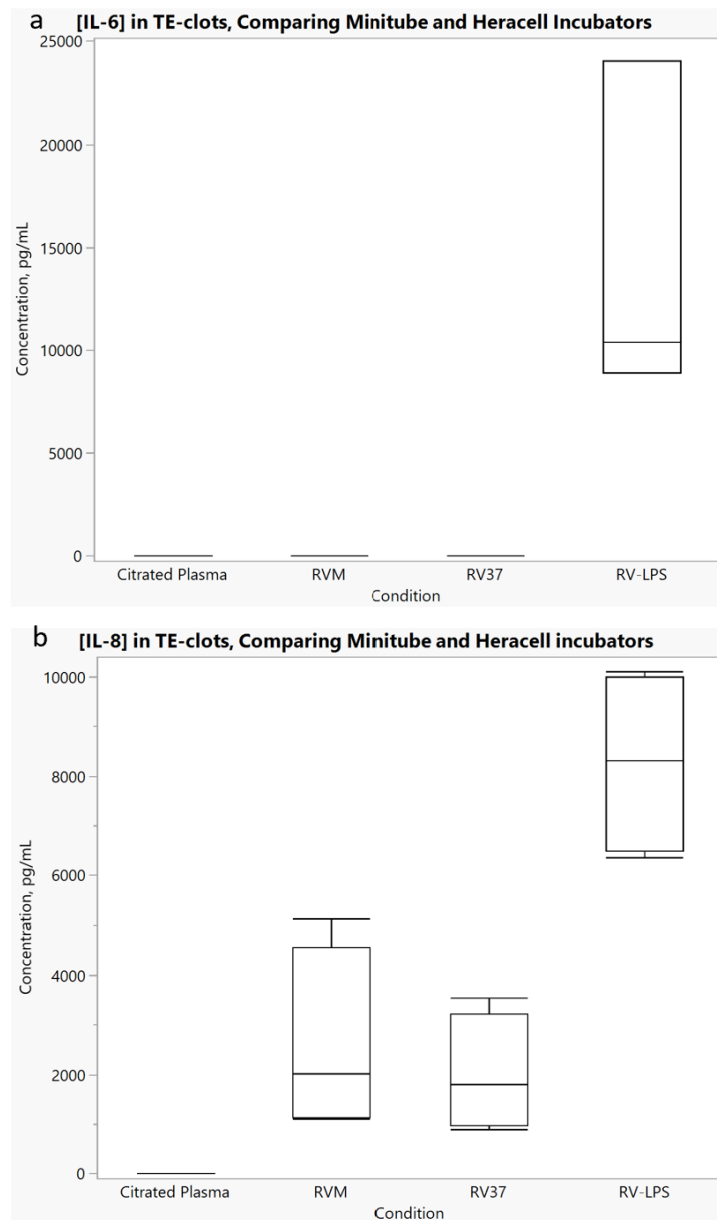 a
[IL-6] in TE-clots, Comparing Minitube and Heracell Incubators
25000
20000
15000
10000
5000
0
Concentration, pg/mL
Citrated Plasma RVM RV37 RV-LPS
Condition
b
[IL-8] in TE-clots, Comparing Minitube and Heracell incubators
10000
8000
6000
4000
2000
0
Concentration, pg/mL
Citrated Plasma RVM RV37 RV-LPS
Condition